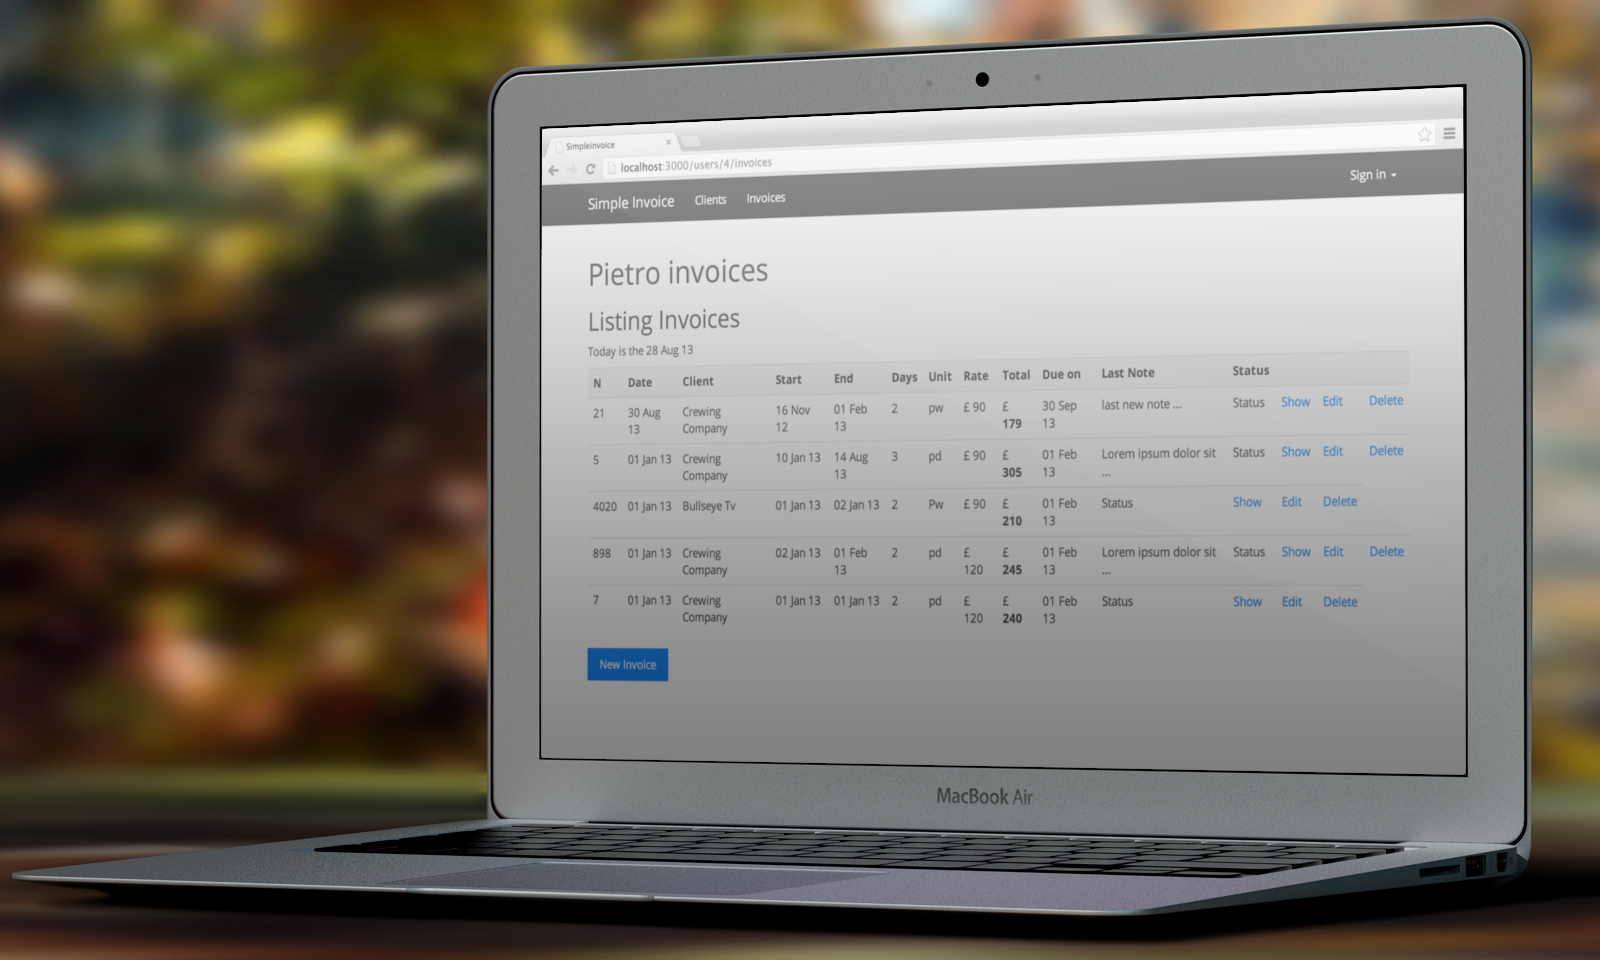 Simpleinvoice
localhost:3000/users/4/invoices
Simple Invoice Clients Invoices Sign in
Pietro invoices
Listing Invoices
Today is the 28 Aug 13
N Date Client Start End Days Unit Rate Total Due on Last Note Status
21 30 Aug Crewing 16 Nov 01 Feb 2 pw £ 90 £ 30 Sep last new note ... Status Show Edit Delete
13 Company 12 13 179 13
5 01 Jan 13 Crewing 10 Jan 13 14 Aug 3 pd £ 90 £ 01 Feb Lorem ipsum dolor sit Status Show Edit Delete
Company 13 305 13 ...
4020 01 Jan 13 Bullseye Tv 01 Jan 13 02 Jan 13 2 Pw £ 90 £ 01 Feb Status Show Edit Delete
210 13
898 01 Jan 13 Crewing 02 Jan 13 01 Feb 2 pd £ £ 01 Feb Lorem ipsum dolor sit Status Show Edit Delete
Company 13 120 245 13 ...
7 01 Jan 13 Crewing 01 Jan 13 01 Jan 13 2 pd £ £ 01 Feb Status Show Edit Delete
Company 120 240 13
New Invoice
MacBook Air